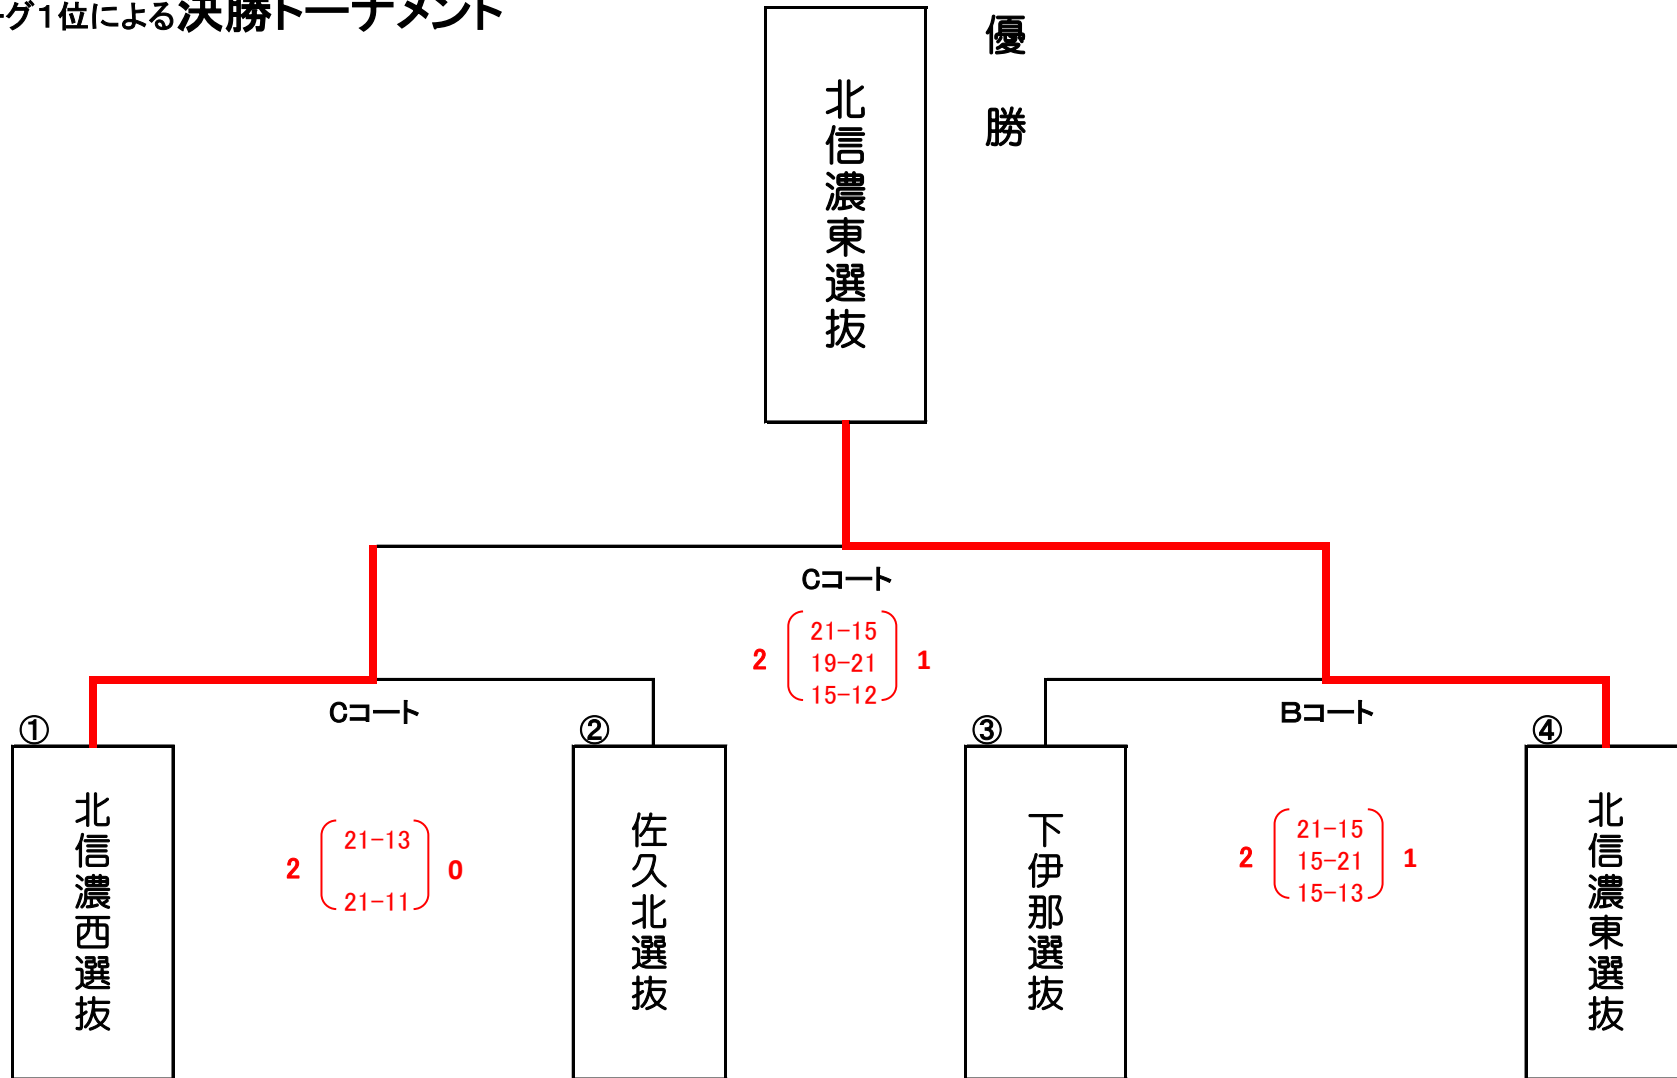 グ1位による決勝トーナメント
優勝
北信濃東選抜
Cコート
21-15
2 19-21 1
15-12
Cコート
Bコート
①
②
③
④
北信濃西選抜
21-13
2 0
21-11
佐久北選抜
下伊那選抜
21-15
2 15-21 1
15-13
北信濃東選抜